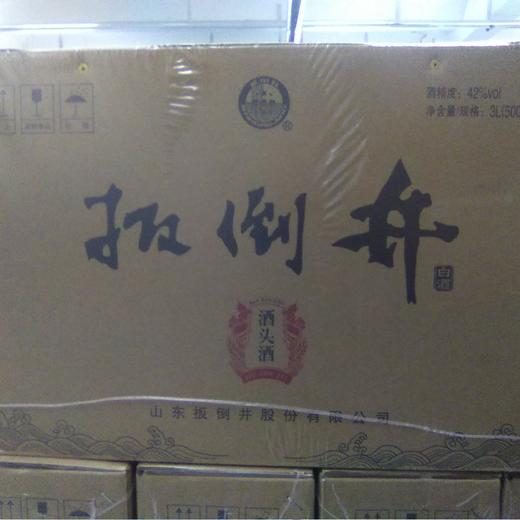 酒精度：42%vol
净含量/规格：3L(500
扳倒井
白酒
酒头酒
山东扳倒井股份有限公司